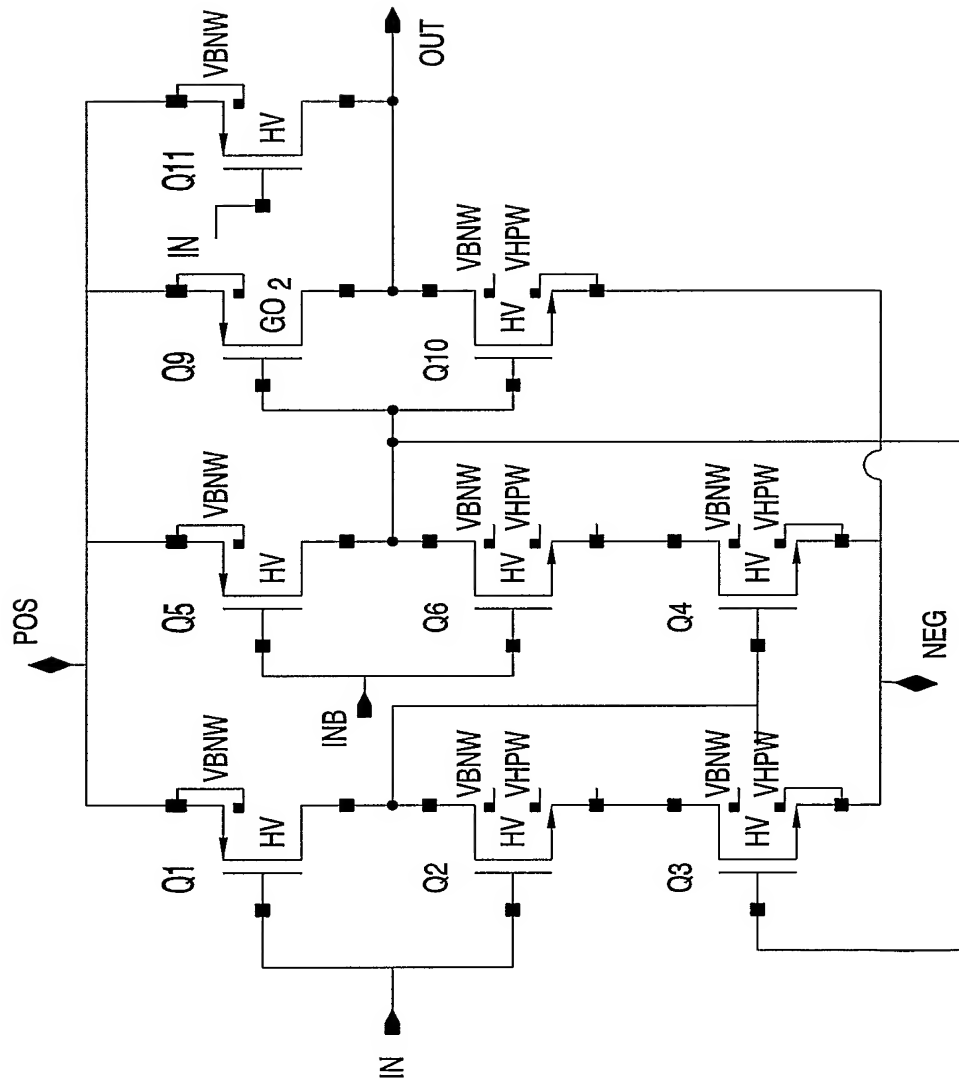 POS
VBNW
Q1
HV
VBNW
Q5
HV
Q9
GO 2
VBNW
Q11
HV
IN
OUT
IN
INB
Q2
VBNW
VHPW
HV
Q6
VBNW
VHPW
HV
Q10
VBNW
VHPW
HV
Q3
VBNW
VHPW
HV
Q4
VBNW
VHPW
HV
NEG